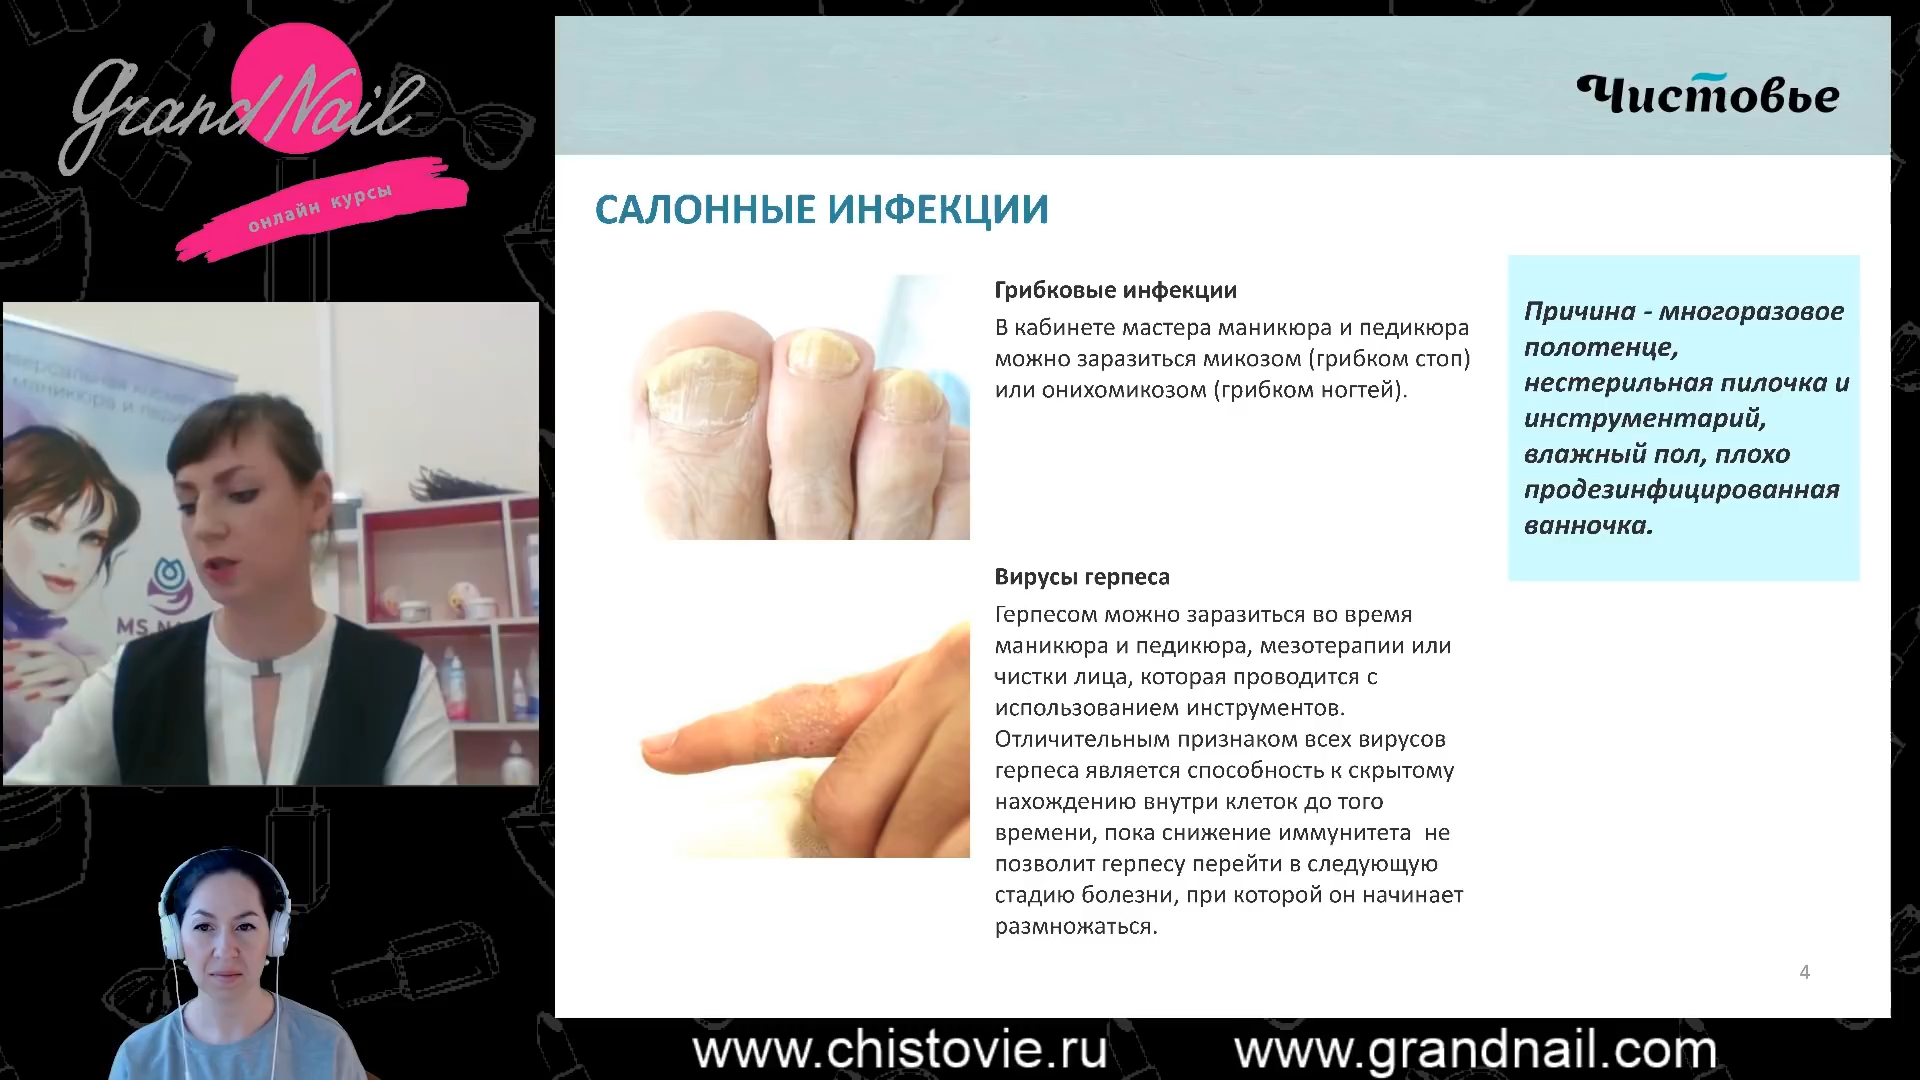 Grand Nail
онлайн курсы
MS NA
Чистовье
САЛОННЫЕ ИНФЕКЦИИ
Грибковые инфекции
В кабинете мастера маникюра и педикюра
можно заразиться микозом (грибком стоп)
или онихомикозом (грибком ногтей).
Причина - многоразовое
полотенце,
нестерильная пилочка и
инструментарий,
влажный пол, плохо
продезинфицированная
ванночка.
Вирусы герпеса
Герпесом можно заразиться во время
маникюра и педикюра, мезотерапии или
чистки лица, которая проводится с
использованием инструментов.
Отличительным признаком всех вирусов
герпеса является способность к скрытому
нахождению внутри клеток до того
времени, пока снижение иммунитета не
позволит герпесу перейти в следующую
стадию болезни, при которой он начинает
размножаться.
4
www.chistovie.ru
www.grandnail.com